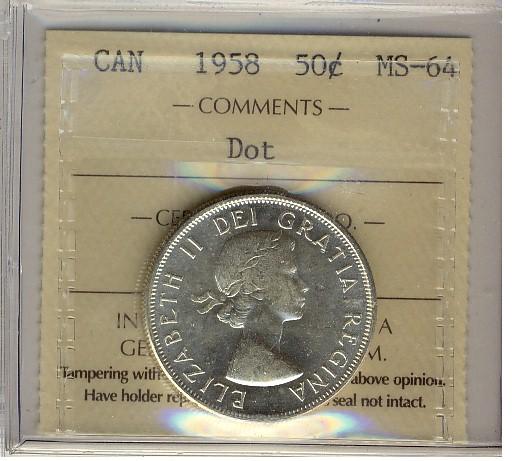 CAN 1958 50¢ MS-64
— COMMENTS —
Dot
ELIZABETH II DEI GRATIA REGINA
Tampering with above opinion.
Have holder seal not intact.